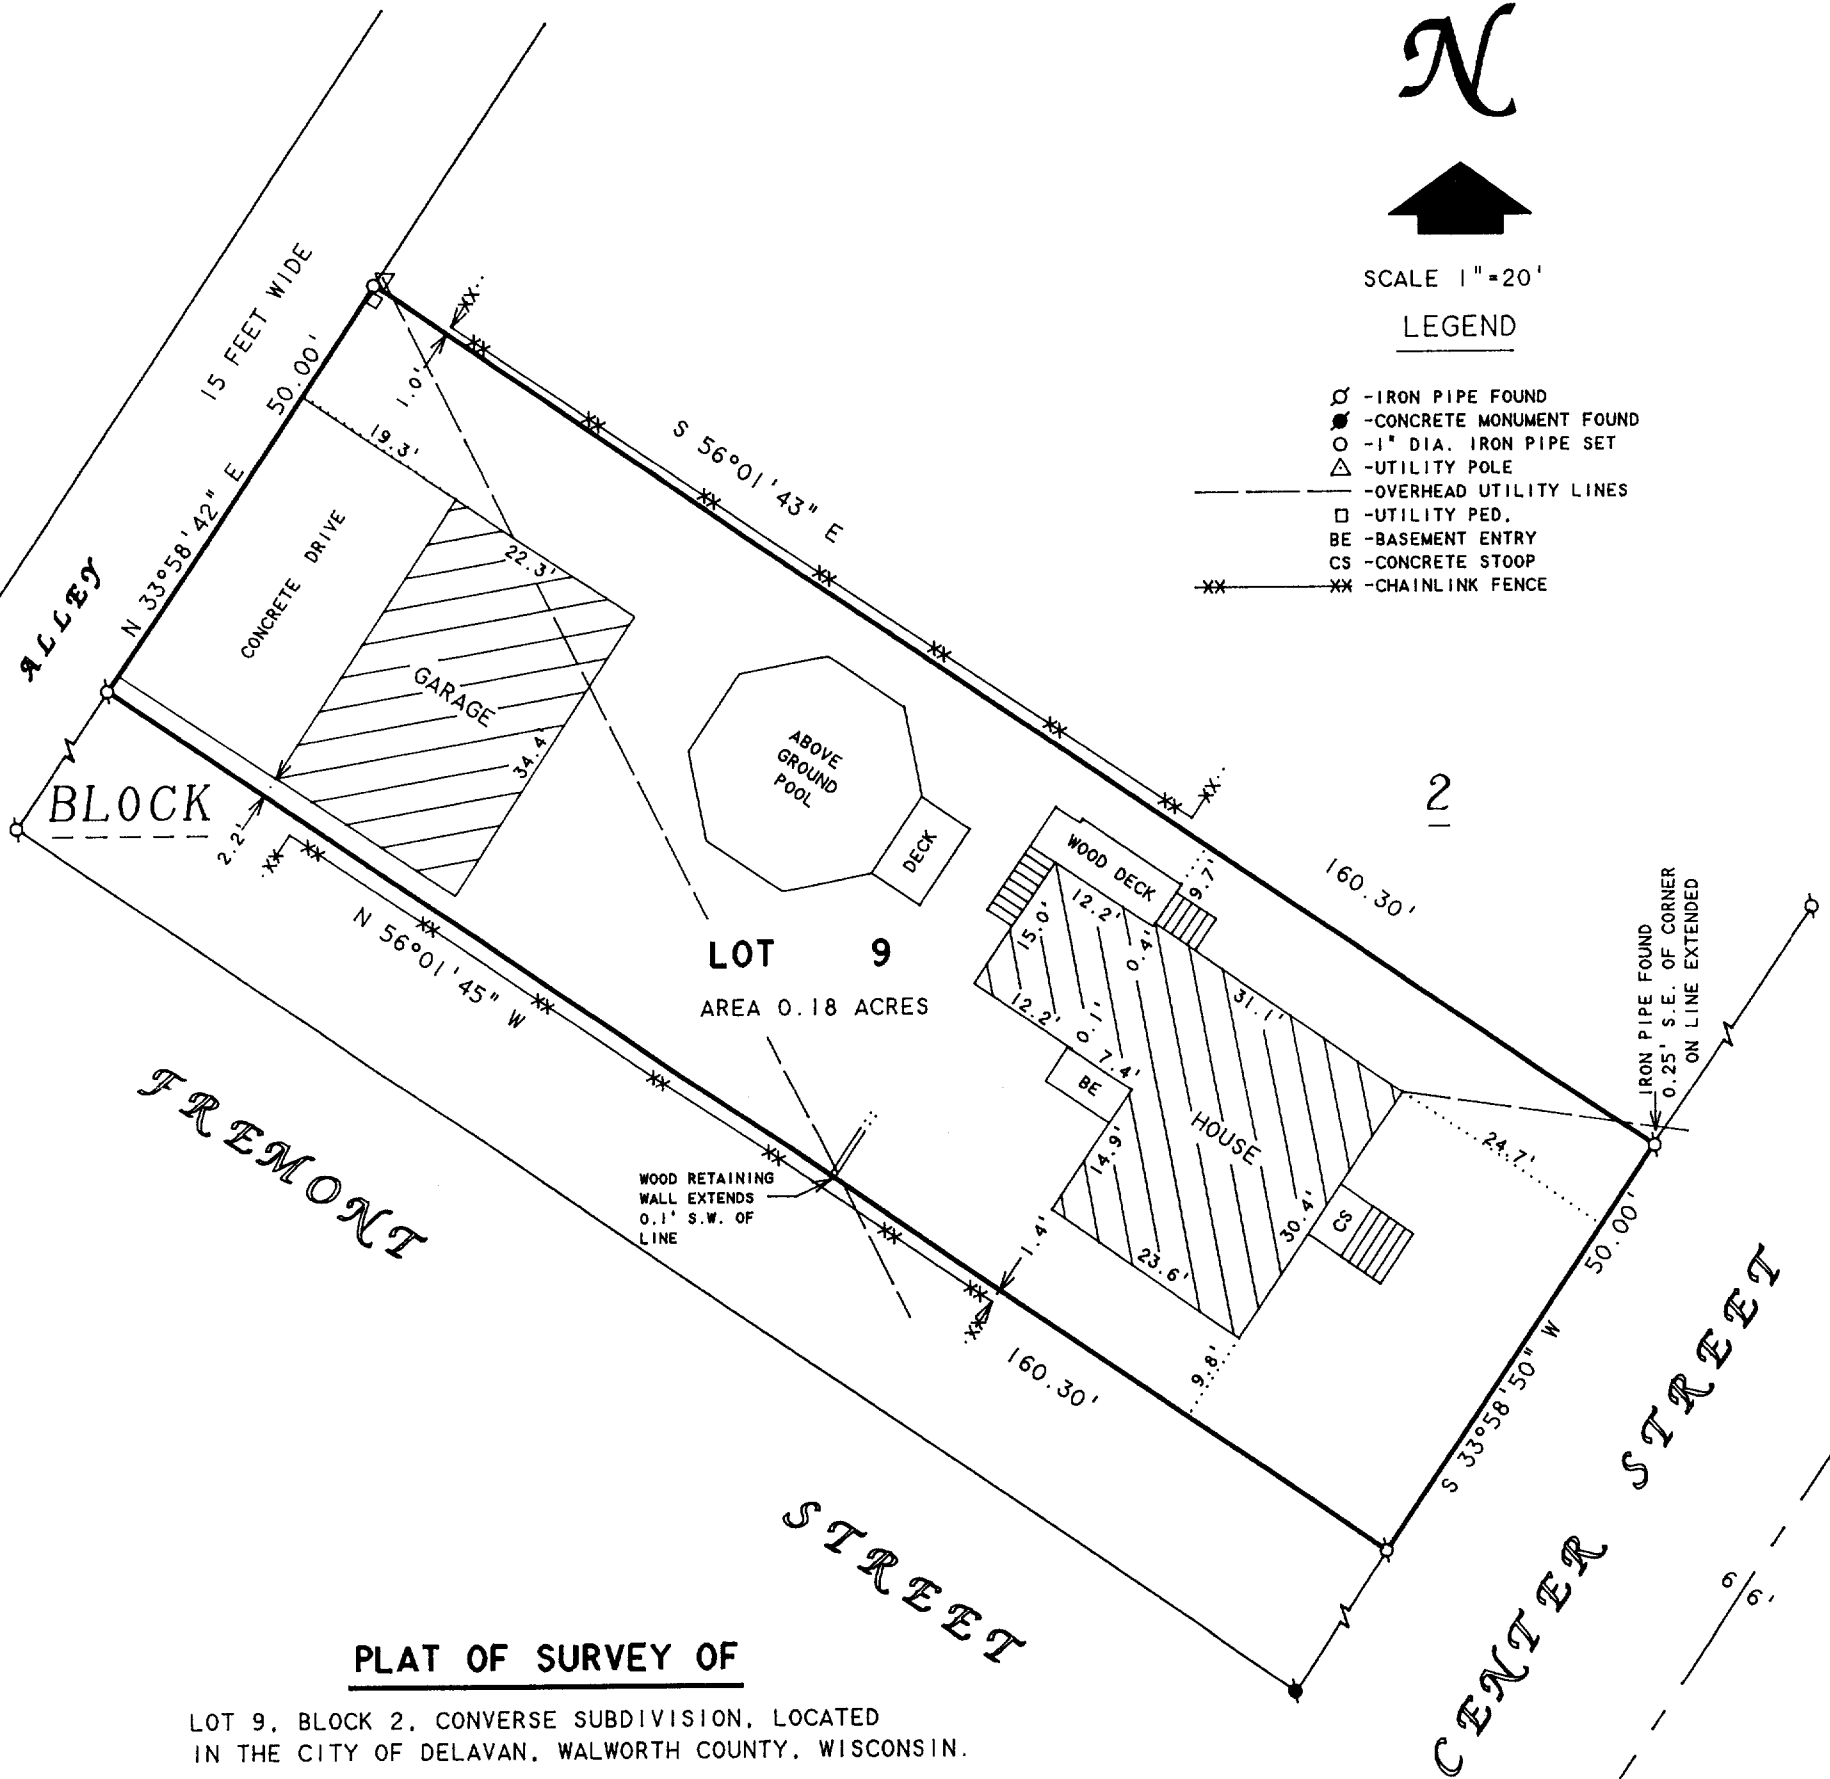 N
SCALE 1"=20'
LEGEND
-IRON PIPE FOUND
-CONCRETE MONUMENT FOUND
-1" DIA. IRON PIPE SET
-UTILITY POLE
-OVERHEAD UTILITY LINES
-UTILITY PED.
BE -BASEMENT ENTRY
CS -CONCRETE STOOP
XX XX -CHAINLINK FENCE
15 FEET WIDE
ALLEY
50.00'
N 33°58'42" E
XX
1.0'
19.3'
S 56°01'43" E
CONCRETE DRIVE
22.3'
GARAGE
34.4'
ABOVE
GROUND
POOL
DECK
BLOCK
2
2.2'
XX
N 56°01'45" W
WOOD DECK
9.7'
XX
160.30'
12.2'
15.0'
0.4'
31.1'
LOT 9
AREA 0.18 ACRES
12.2'
0.1'
7.4'
BE
HOUSE
14.9'
30.4'
CS
23.6'
24.7'
1.4'
9.8'
IRON PIPE FOUND
0.25' S.E. OF CORNER
ON LINE EXTENDED
WOOD RETAINING
WALL EXTENDS
0.1' S.W. OF
LINE
XX
160.30'
50.00'
S 33°58'50" W
FREMONT STREET
CENTER STREET
66'
PLAT OF SURVEY OF
LOT 9, BLOCK 2, CONVERSE SUBDIVISION, LOCATED
IN THE CITY OF DELAVAN, WALWORTH COUNTY, WISCONSIN.